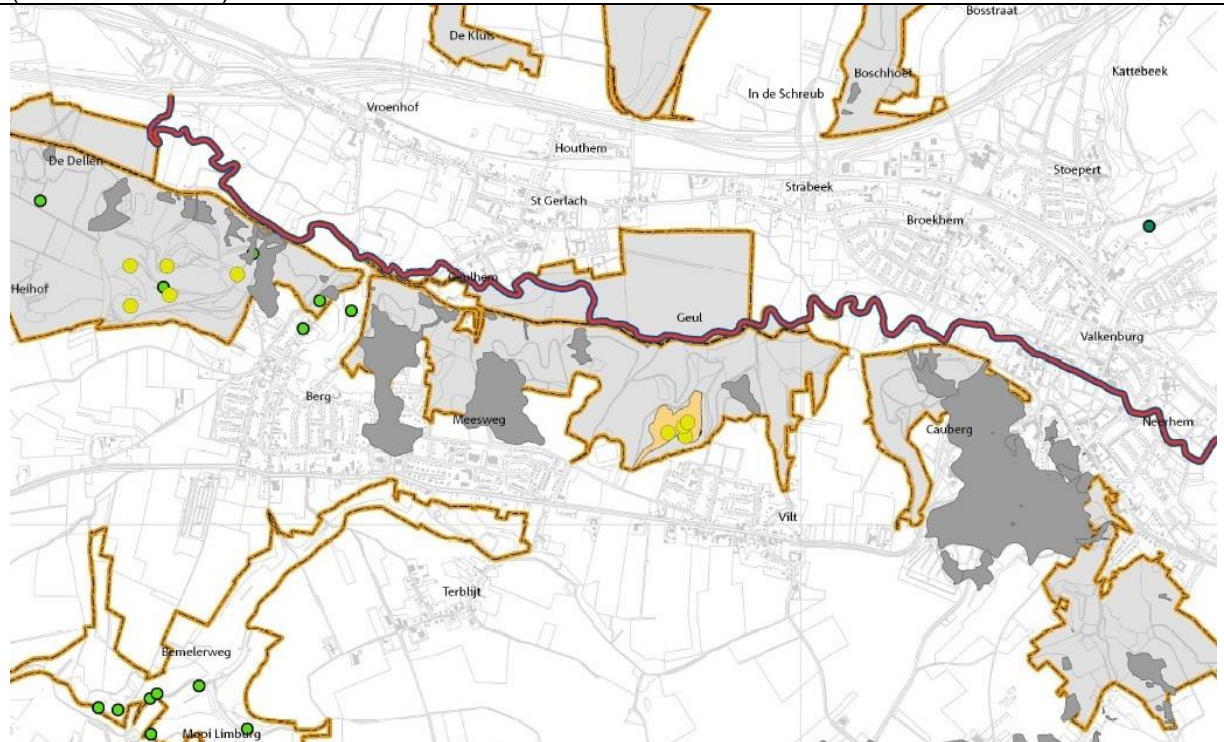 De Kluis
Bosstraat
Boschhoef
Kattebeek
In de Schreub
Vroenhof
Houthem
De Dellen
Stoepert
Strabeek
St Gerlach
Broekhem
Geulhem
Heihof
Geul
Valkenburg
Berg
Meesweg
Neerhem
Cauberg
Vilt
Terblijt
Bemelerweg
Mooi Limburg